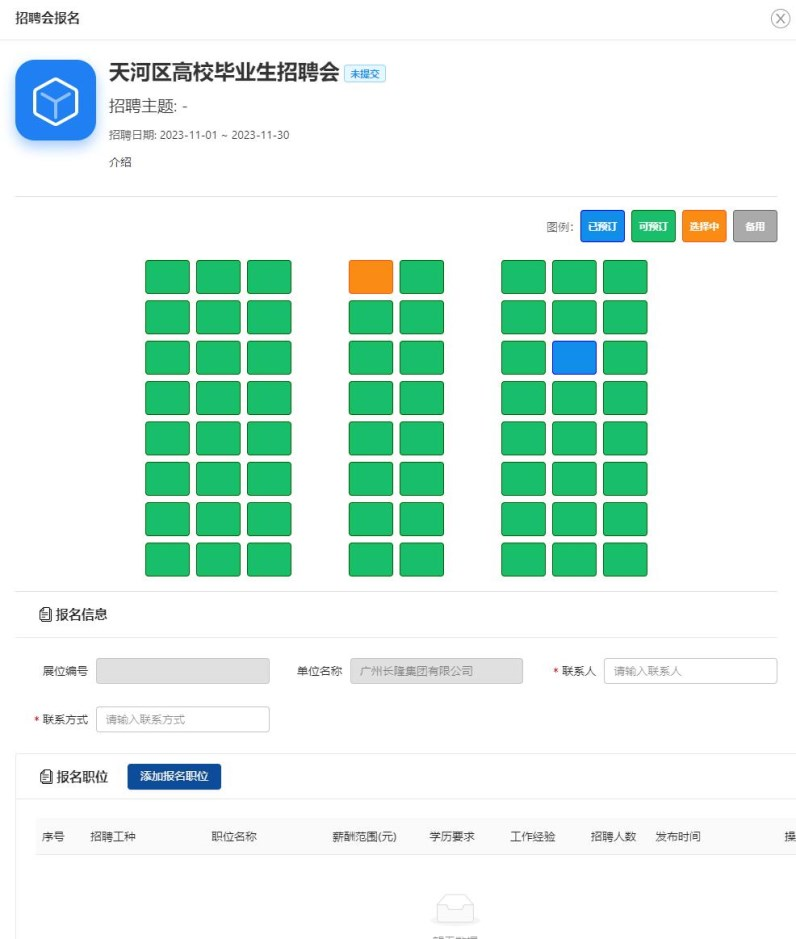 招聘会报名
天河区高校毕业生招聘会 未提交
招聘主题: -
招聘日期: 2023-11-01 ~ 2023-11-30
介绍
图例: 已预订 可预订 选择中 备用
报名信息
展位编号 单位名称 广州长隆集团有限公司 * 联系人 请输入联系人
* 联系方式 请输入联系方式
报名职位 添加报名职位
序号 招聘工种 职位名称 薪酬范围(元) 学历要求 工作经验 招聘人数 发布时间 操